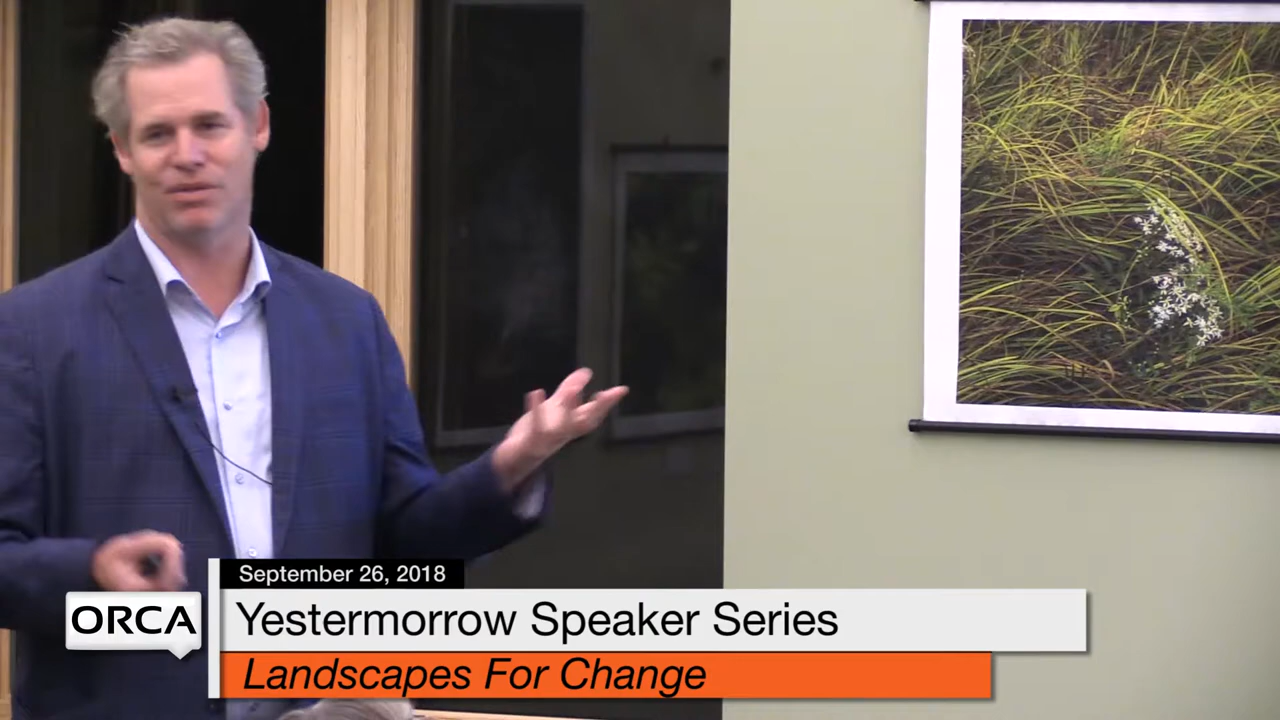 September 26, 2018
ORCA
Yestermorrow Speaker Series
Landscapes For Change